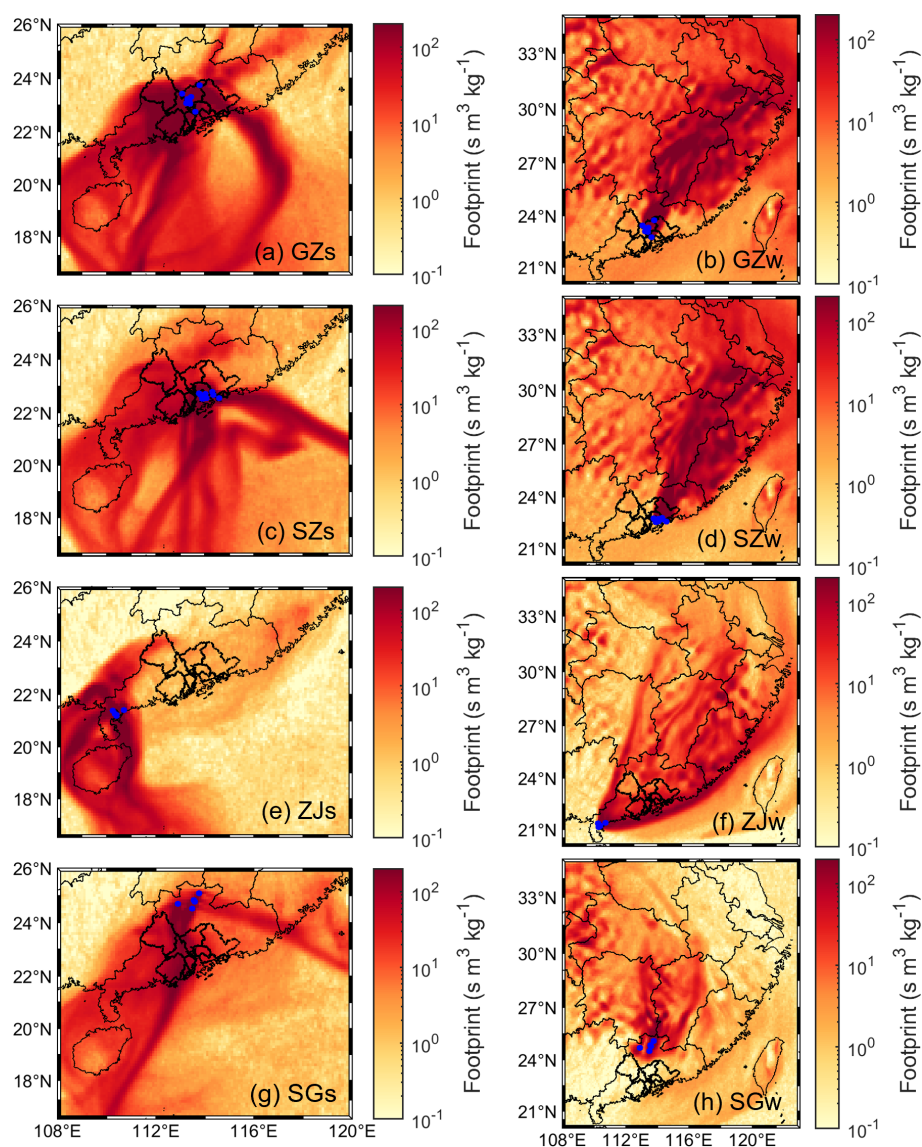 26°N
24°N
22°N
20°N
18°N
(a) GZs
10²
10¹
10⁰
10⁻¹
Footprint (s m³ kg⁻¹)
33°N
30°N
27°N
24°N
21°N
(b) GZw
10²
10¹
10⁰
10⁻¹
Footprint (s m³ kg⁻¹)
26°N
24°N
22°N
20°N
18°N
(c) SZs
10²
10¹
10⁰
10⁻¹
Footprint (s m³ kg⁻¹)
33°N
30°N
27°N
24°N
21°N
(d) SZw
10²
10¹
10⁰
10⁻¹
Footprint (s m³ kg⁻¹)
26°N
24°N
22°N
20°N
18°N
(e) ZJs
10²
10¹
10⁰
10⁻¹
Footprint (s m³ kg⁻¹)
33°N
30°N
27°N
24°N
21°N
(f) ZJw
10²
10¹
10⁰
10⁻¹
Footprint (s m³ kg⁻¹)
26°N
24°N
22°N
20°N
18°N
(g) SGs
108°E 112°E 116°E 120°E
10²
10¹
10⁰
10⁻¹
Footprint (s m³ kg⁻¹)
33°N
30°N
27°N
24°N
21°N
(h) SGw
108°E 114°E 118°E 122°E
10²
10¹
10⁰
10⁻¹
Footprint (s m³ kg⁻¹)